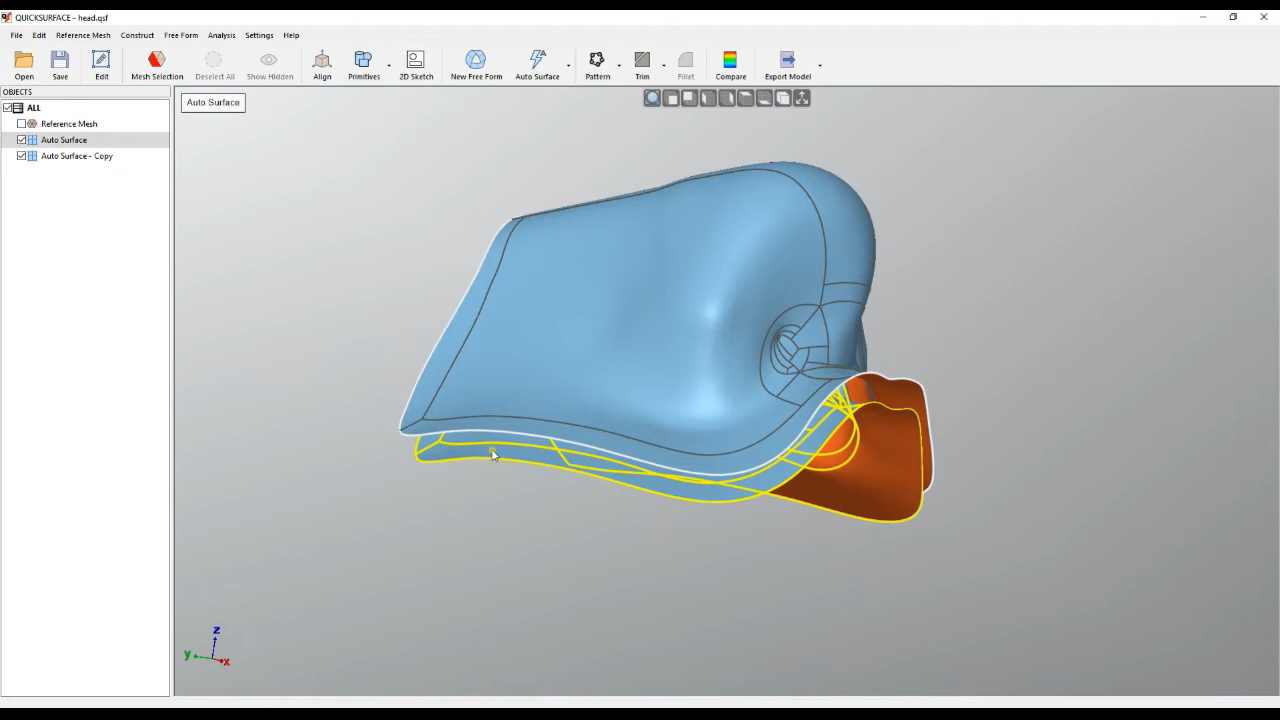 QUICKSURFACE - head.qsf
File Edit Reference Mesh Construct Free Form Analysis Settings Help
Open Save Edit Mesh Selection Deselect All Show Hidden Align Primitives 2D Sketch New Free Form Auto Surface Pattern Trim Fillet Compare Export Model
OBJECTS
ALL
Reference Mesh
Auto Surface
Auto Surface - Copy
Auto Surface
z
y
x